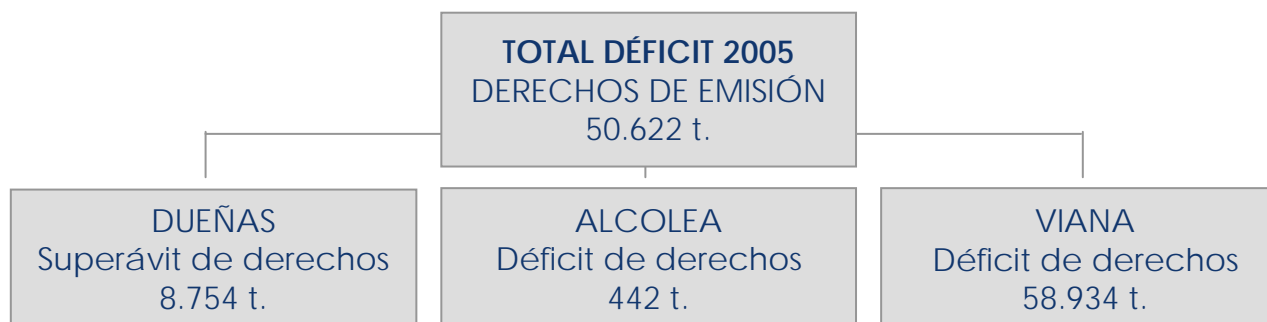 TOTAL DÉFICIT 2005
DERECHOS DE EMISIÓN
50.622 t.
DUEÑAS
Superávit de derechos
8.754 t.
ALCOLEA
Déficit de derechos
442 t.
VIANA
Déficit de derechos
58.934 t.